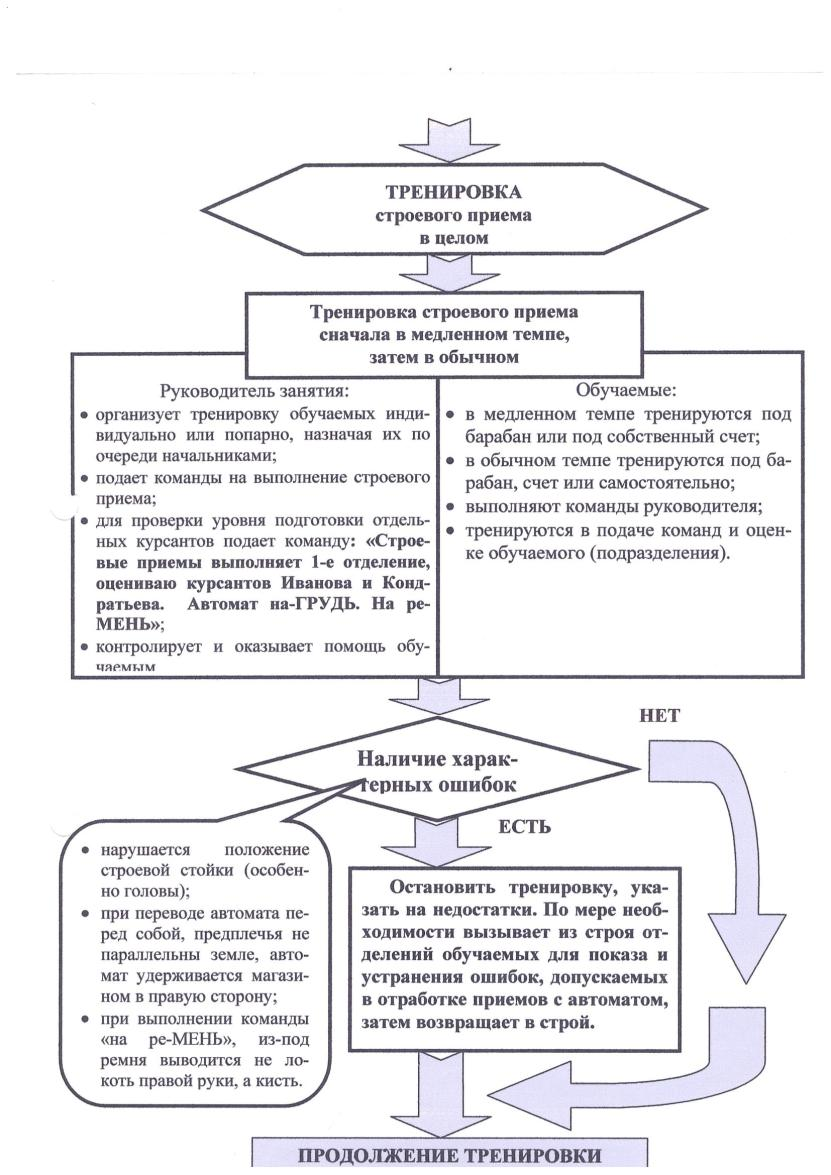 ТРЕНИРОВКА
строевого приема
в целом
Тренировка строевого приема
сначала в медленном темпе,
затем в обычном
Руководитель занятия:
• организует тренировку обучаемых инди-
видуально или попарно, назначая их по
очереди начальниками;
• подает команды на выполнение строевого
приема;
• для проверки уровня подготовки отдель-
ных курсантов подает команду: «Строе-
вые приемы выполняет 1-е отделение,
оцениваю курсантов Иванова и Конд-
ратьева. Автомат на-ГРУДЬ. На ре-
МЕНЬ»;
• контролирует и оказывает помощь обу-
чаемым
Обучаемые:
• в медленном темпе тренируются под
барабан или под собственный счет;
• в обычном темпе тренируются под ба-
рабан, счет или самостоятельно;
• выполняют команды руководителя;
• тренируются в подаче команд и оцен-
ке обучаемого (подразделения).
НЕТ
Наличие харак-
терных ошибок
ЕСТЬ
• нарушается положение
строевой стойки (особен-
но головы);
• при переводе автомата пе-
ред собой, предплечья не
параллельны земле, авто-
мат удерживается магази-
ном в правую сторону;
• при выполнении команды
«на ре-МЕНЬ», из-под
ремня выводится не ло-
коть правой руки, а кисть.
Остановить тренировку, ука-
зать на недостатки. По мере необ-
ходимости вызывает из строя от-
делений обучаемых для показа и
устранения ошибок, допускаемых
в отработке приемов с автоматом,
затем возвращает в строй.
ПРОДОЛЖЕНИЕ ТРЕНИРОВКИ